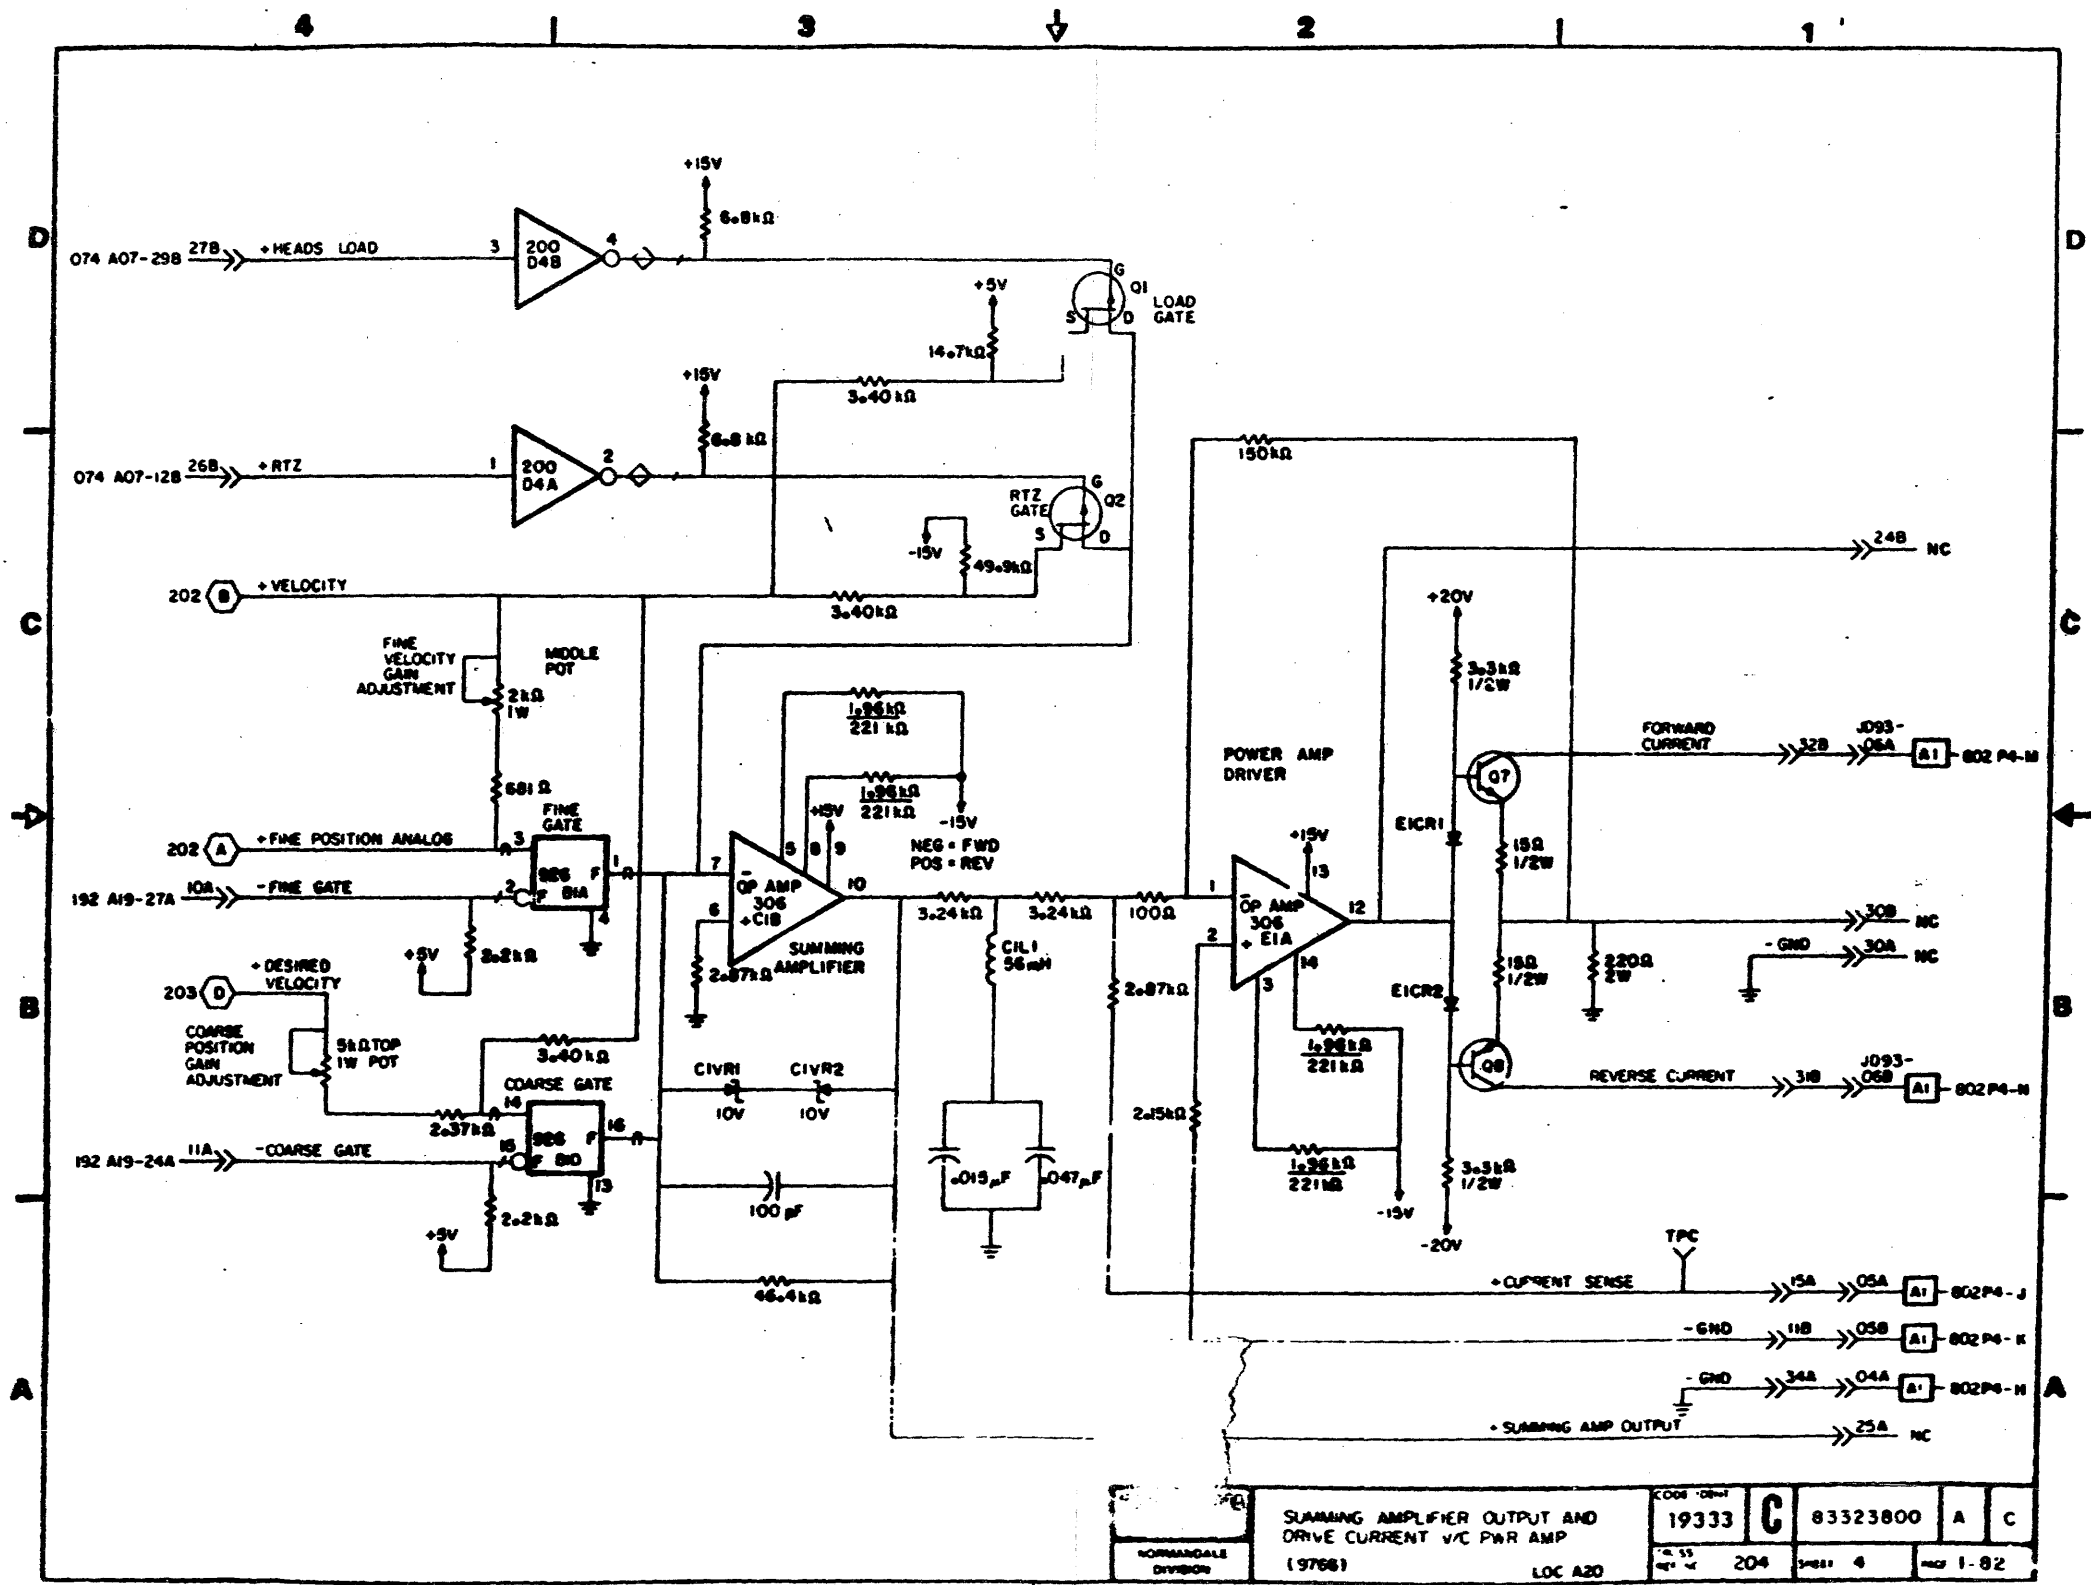 4 3 2 1
D D
+15V
6.8kΩ
074 A07-29B 27B +HEADS LOAD 3 200 D4B 4
G
Q1
LOAD GATE
S D
+5V
14.7kΩ
3.40kΩ
+15V
6.8kΩ
074 A07-12B 26B +RTZ 1 200 D4A 2
150kΩ
RTZ GATE
G
Q2
S D
-15V
49.9kΩ
24B NC
202 B +VELOCITY
3.40kΩ
C C
FINE VELOCITY GAIN ADJUSTMENT
MIDDLE POT
2kΩ 1W
681Ω
+20V
3.3kΩ 1/2W
1.96kΩ
221kΩ
1.96kΩ
221kΩ
+15V
-15V
NEG = FWD
POS = REV
POWER AMP DRIVER
FORWARD CURRENT 32B JD93-06A A1 802 P4-M
Q7
FINE GATE
202 A +FINE POSITION ANALOG 3
926 B1A
F
1
192 A19-27A 10A -FINE GATE 2 F
4
7 5 8 9 10
OP AMP 306 C1B
6
SUMMING AMPLIFIER
2.87kΩ
+5V
2.2kΩ
3.24kΩ
3.24kΩ
100Ω
C1L1
56mH
2.87kΩ
+15V
13
1
OP AMP 306 E1A
12
2
3 14
E1CR1
15Ω 1/2W
15Ω 1/2W
E1CR2
220Ω 2W
30B NC
-GND 30A NC
B B
203 D +DESIRED VELOCITY
COARSE POSITION GAIN ADJUSTMENT
5kΩ TOP
1W POT
3.40kΩ
COARSE GATE
14
2.37kΩ
926 B1D
F
16
192 A19-24A 11A -COARSE GATE 15 F
13
+5V
2.2kΩ
C1VR1 C1VR2
10V 10V
100pF
46.4kΩ
.015µF .047µF
2.15kΩ
1.96kΩ
221kΩ
1.96kΩ
221kΩ
-15V
Q8
REVERSE CURRENT 31B JD93-06B A1 802P4-N
3.3kΩ 1/2W
-20V
TPC
+CURRENT SENSE 15A 05A A1 802P4-J
-GND 11B 05B A1 802P4-K
A A
-GND 34A 04A A1 802P4-H
+SUMMING AMP OUTPUT 25A NC
NORMANDALE DIVISION
SUMMING AMPLIFIER OUTPUT AND
DRIVE CURRENT V/C PWR AMP
(9766)
LOC A20
CODE IDENT
19333 C 83323800 A C
204 SHEET 4 PAGE 1-82